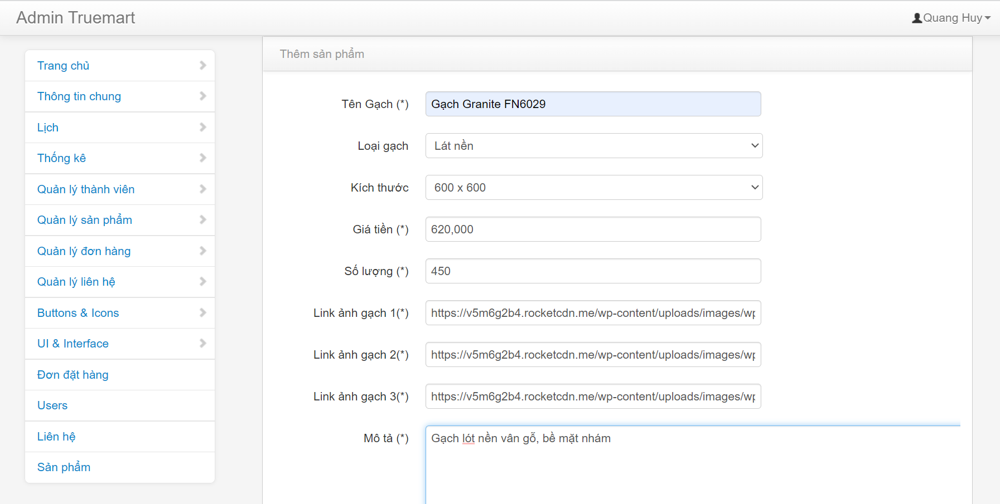 Admin Truemart
Quang Huy
Trang chủ
Thông tin chung
Lịch
Thống kê
Quản lý thành viên
Quản lý sản phẩm
Quản lý đơn hàng
Quản lý liên hệ
Buttons & Icons
UI & Interface
Đơn đặt hàng
Users
Liên hệ
Sản phẩm
Thêm sản phẩm
Tên Gạch (*) Gạch Granite FN6029
Loại gạch Lát nền
Kích thước 600 x 600
Giá tiền (*) 620,000
Số lượng (*) 450
Link ảnh gạch 1(*) https://v5m6g2b4.rocketcdn.me/wp-content/uploads/images/wp
Link ảnh gạch 2(*) https://v5m6g2b4.rocketcdn.me/wp-content/uploads/images/wp
Link ảnh gạch 3(*) https://v5m6g2b4.rocketcdn.me/wp-content/uploads/images/wp
Mô tả (*) Gạch lót nền vân gỗ, bề mặt nhám